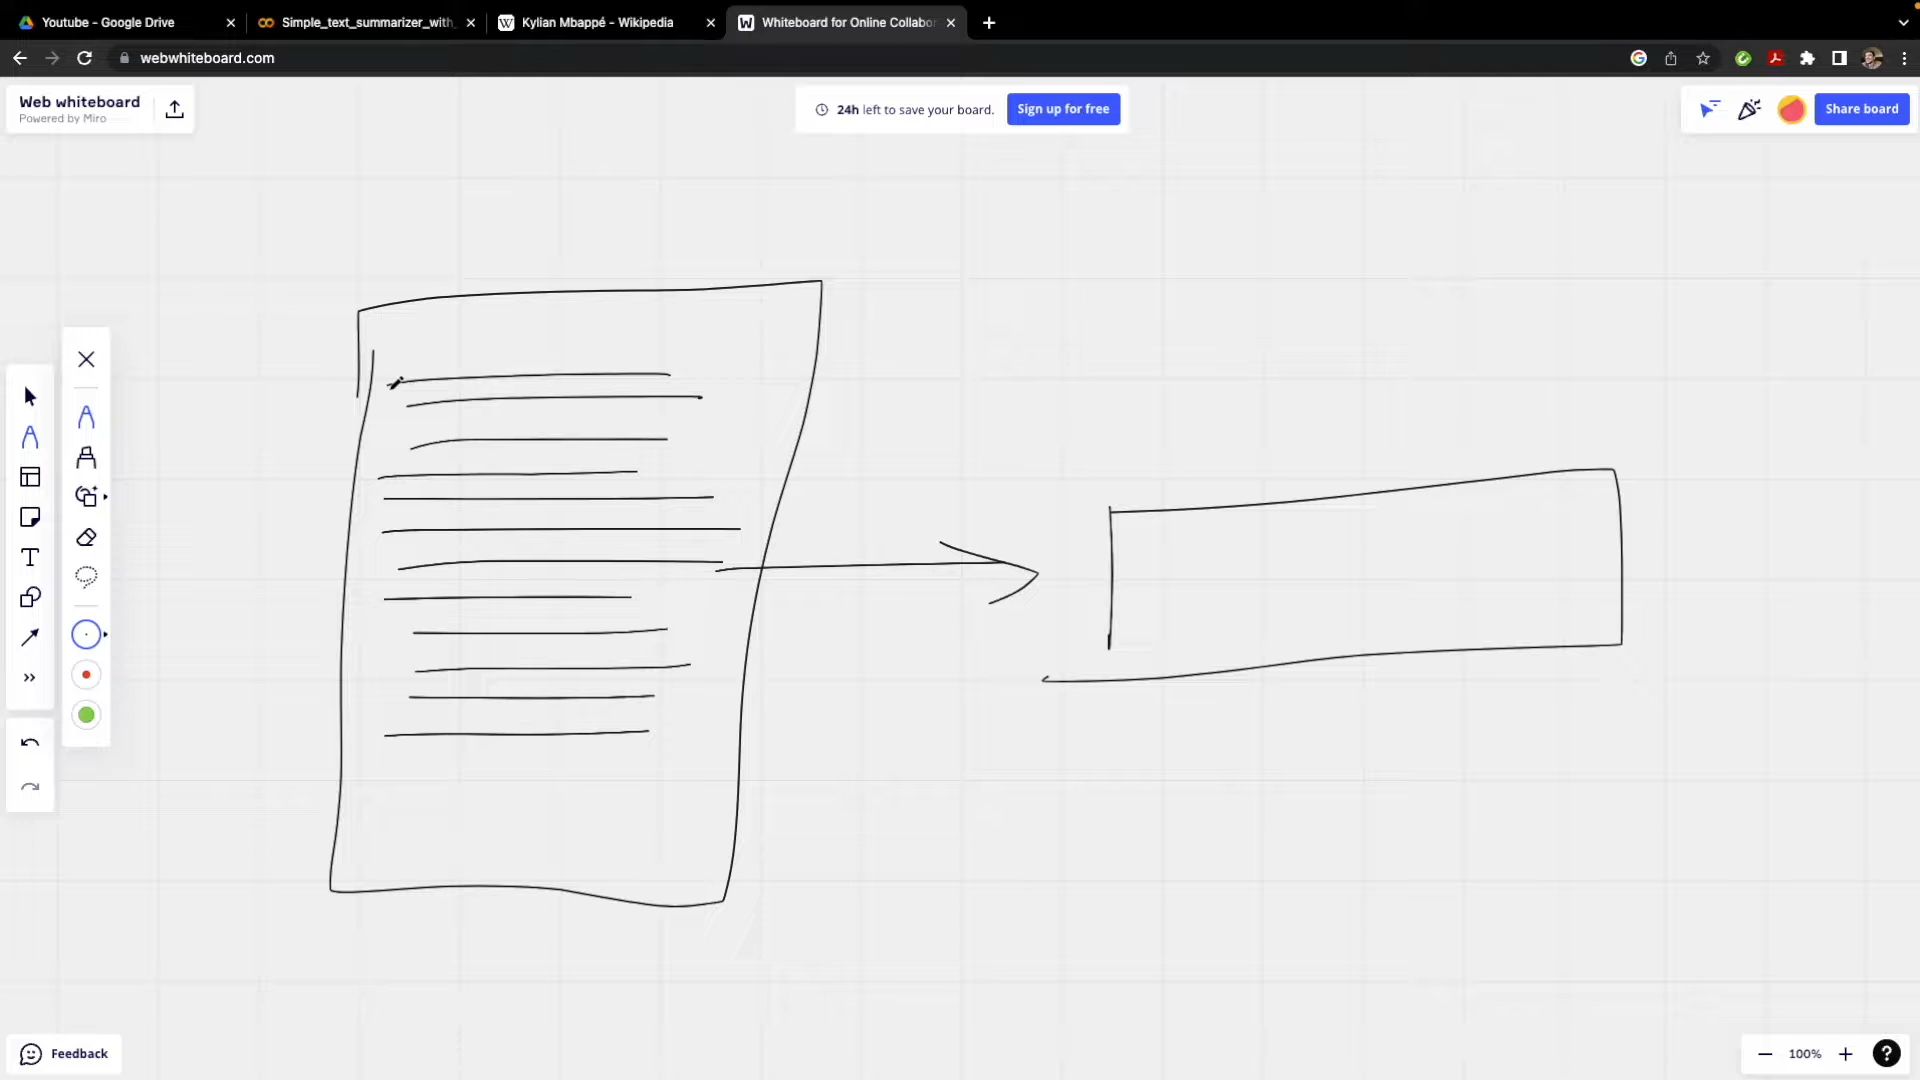 Youtube - Google Drive
Simple_text_summarizer_with_
W Kylian Mbappé - Wikipedia
W Whiteboard for Online Collabo
webwhiteboard.com
Web whiteboard
Powered by Miro
24h left to save your board.
Sign up for free
Share board
T
Feedback
100%
?